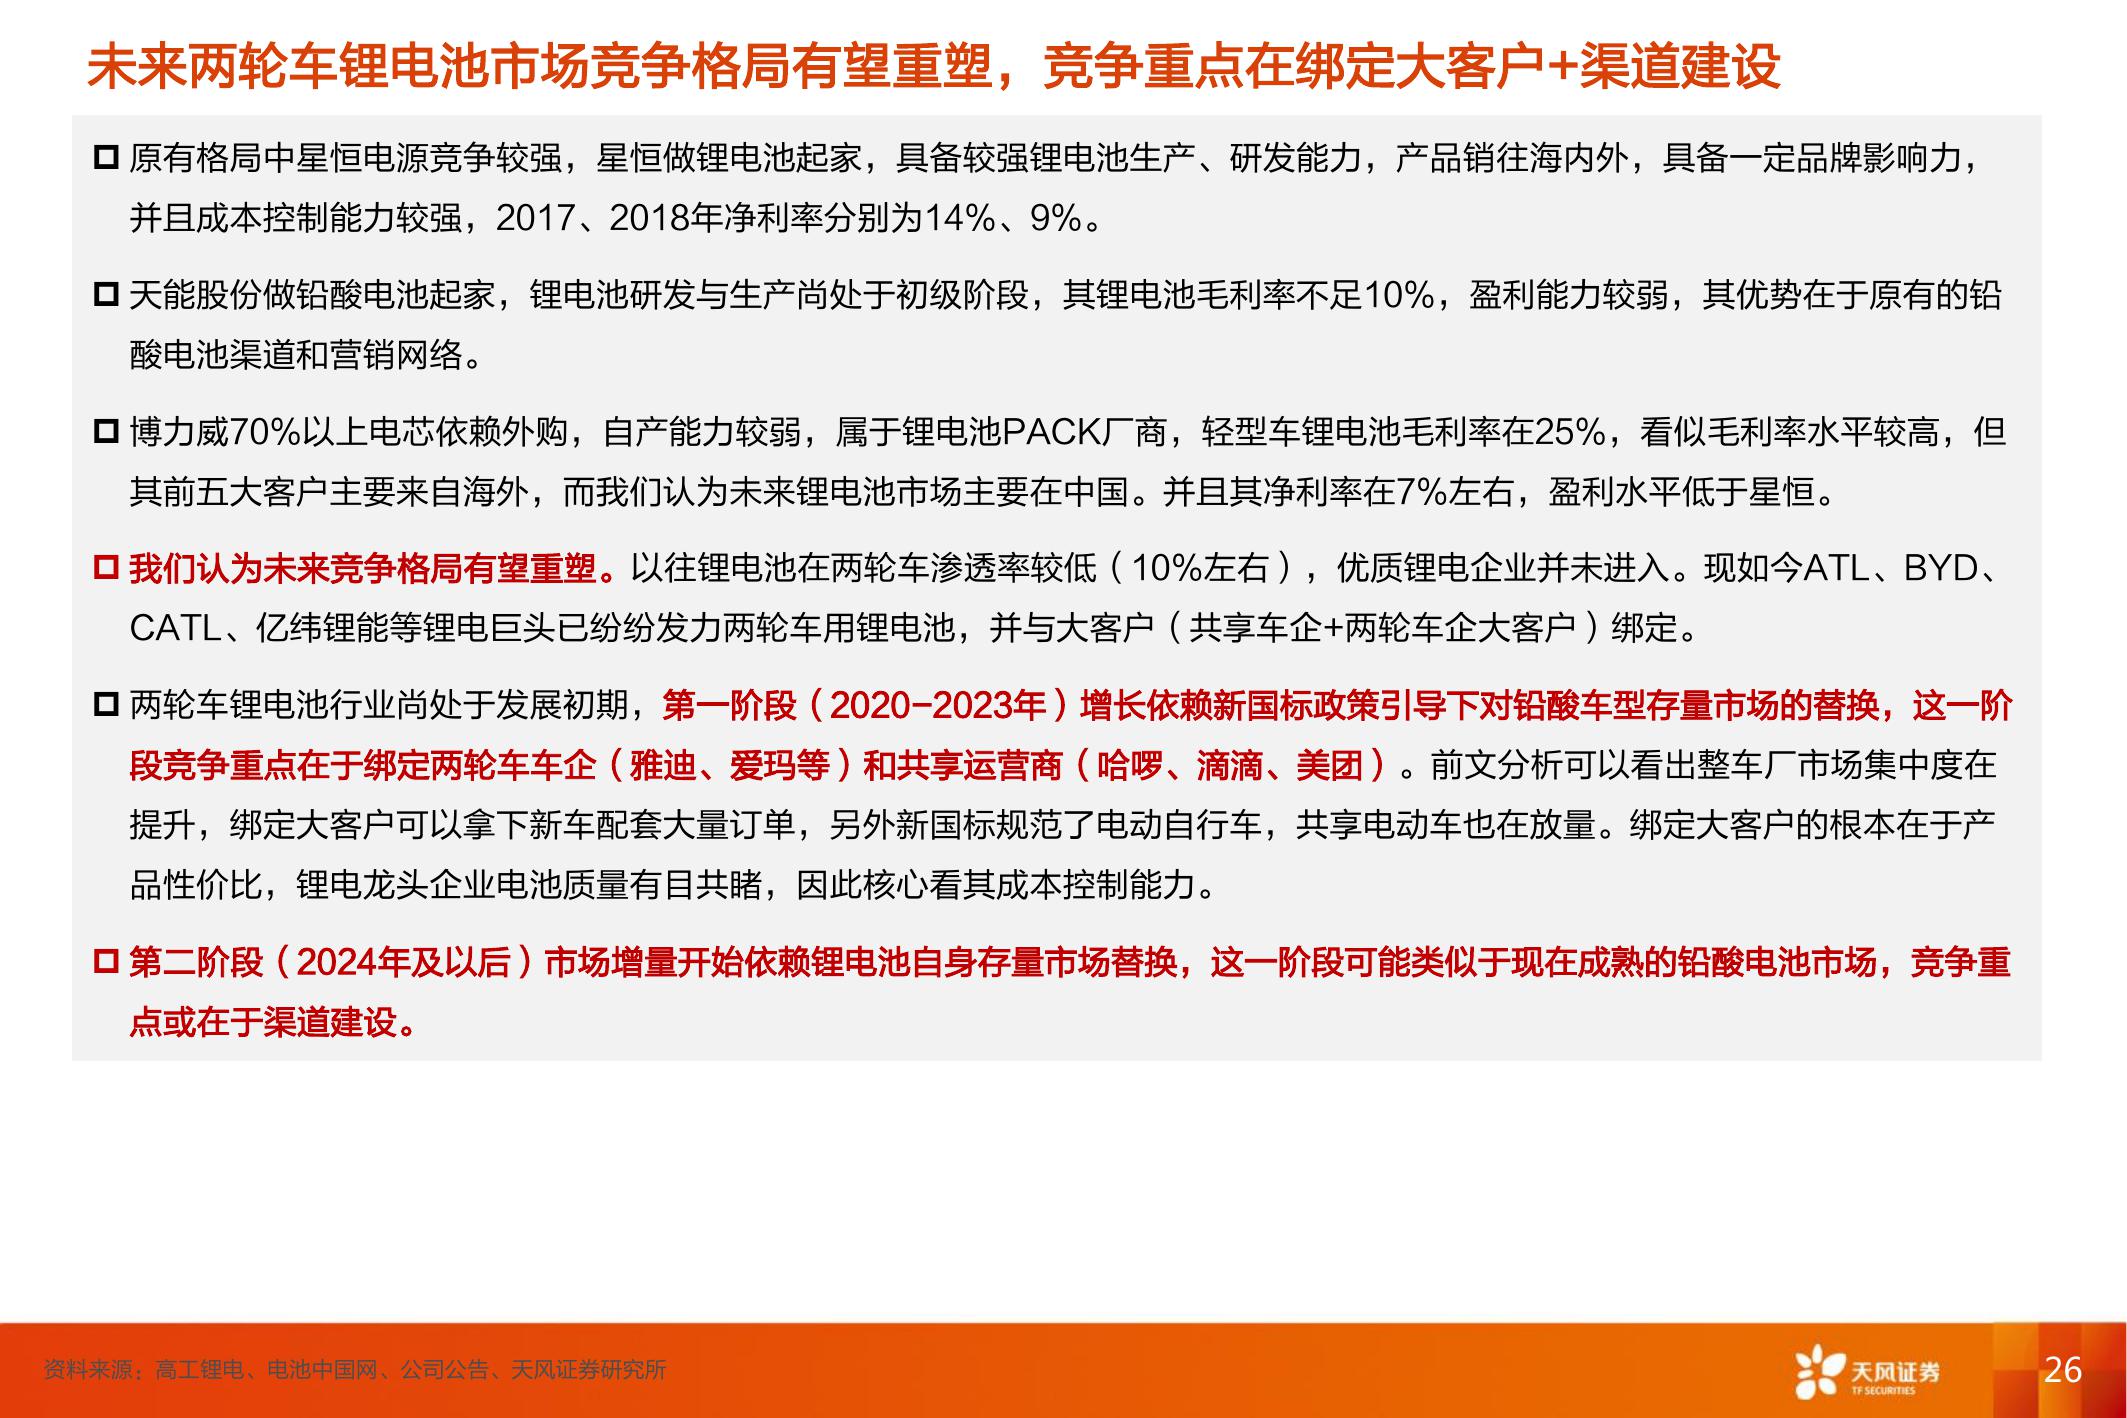 未来两轮车锂电池市场竞争格局有望重塑，竞争重点在绑定大客户+渠道建设
原有格局中星恒电源竞争较强，星恒做锂电池起家，具备较强锂电池生产、研发能力，产品销往海内外，具备一定品牌影响力，
并且成本控制能力较强，2017、2018年净利率分别为14%、9%。
天能股份做铅酸电池起家，锂电池研发与生产尚处于初级阶段，其锂电池毛利率不足10%，盈利能力较弱，其优势在于原有的铅
酸电池渠道和营销网络。
博力威70%以上电芯依赖外购，自产能力较弱，属于锂电池PACK厂商，轻型车锂电池毛利率在25%，看似毛利率水平较高，但
其前五大客户主要来自海外，而我们认为未来锂电池市场主要在中国。并且其净利率在7%左右，盈利水平低于星恒。
我们认为未来竞争格局有望重塑。以往锂电池在两轮车渗透率较低（10%左右），优质锂电企业并未进入。现如今ATL、BYD、
CATL、亿纬锂能等锂电巨头已纷纷发力两轮车用锂电池，并与大客户（共享车企+两轮车企大客户）绑定。
两轮车锂电池行业尚处于发展初期，第一阶段（2020-2023年）增长依赖新国标政策引导下对铅酸车型存量市场的替换，这一阶
段竞争重点在于绑定两轮车车企（雅迪、爱玛等）和共享运营商（哈啰、滴滴、美团）。前文分析可以看出整车厂市场集中度在
提升，绑定大客户可以拿下新车配套大量订单，另外新国标规范了电动自行车，共享电动车也在放量。绑定大客户的根本在于产
品性价比，锂电龙头企业电池质量有目共睹，因此核心看其成本控制能力。
第二阶段（2024年及以后）市场增量开始依赖锂电池自身存量市场替换，这一阶段可能类似于现在成熟的铅酸电池市场，竞争重
点或在于渠道建设。
资料来源：高工锂电、电池中国网、公司公告、天风证券研究所
天风证券
TF SECURITIES
26